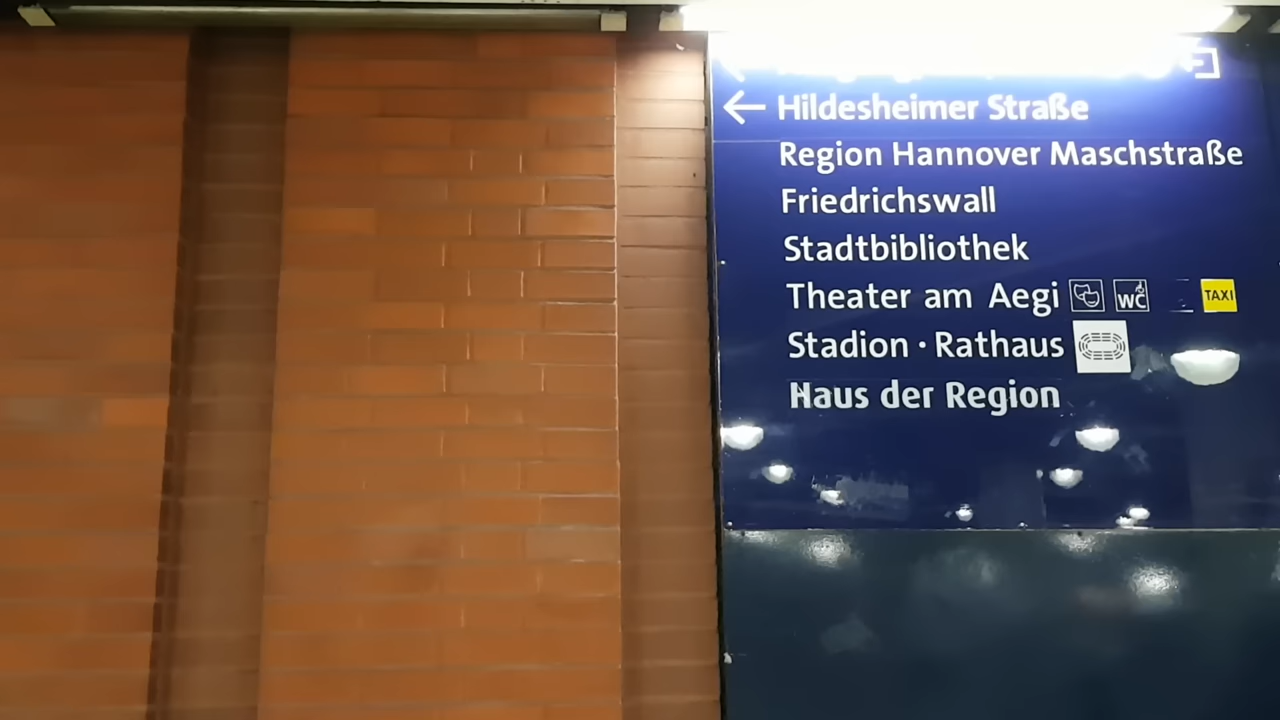 Hildesheimer Straße
Region Hannover Maschstraße
Friedrichswall
Stadtbibliothek
Theater am Aegi WC TAXI
Stadion · Rathaus
Haus der Region